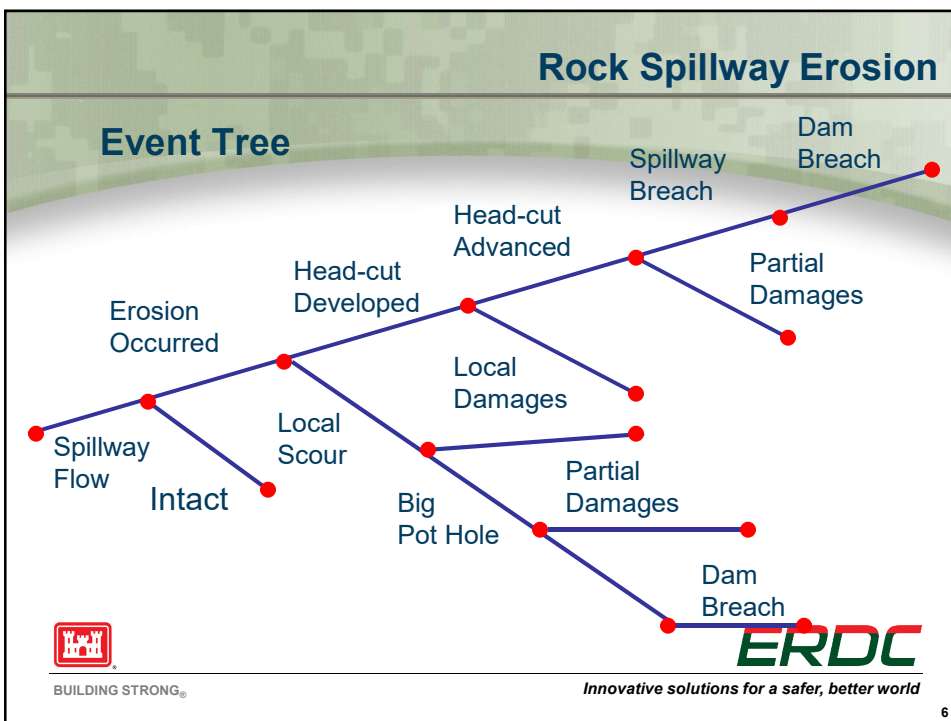 Rock Spillway Erosion
Event Tree
Dam
Breach
Spillway
Breach
Head-cut
Advanced
Partial
Damages
Head-cut
Developed
Erosion
Occurred
Local
Damages
Local
Scour
Spillway
Flow
Intact
Partial
Damages
Big
Pot Hole
Dam
Breach
ERDC
BUILDING STRONG®
Innovative solutions for a safer, better world
6